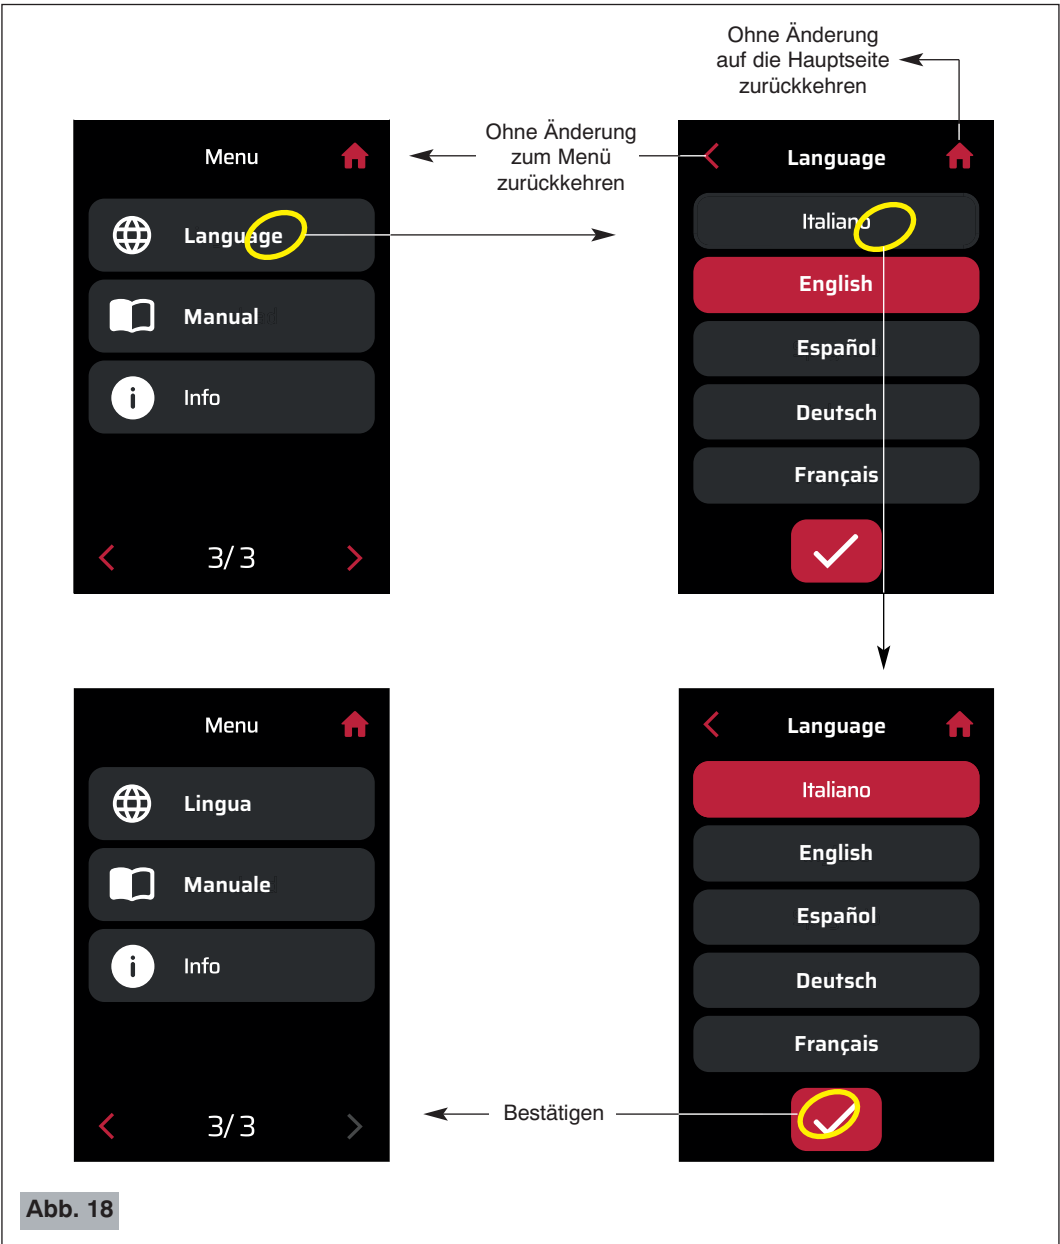 Ohne Änderung
auf die Hauptseite
zurückkehren
Ohne Änderung
zum Menü
zurückkehren
Menu
Language
Manual
Info
3/3
Language
Italiano
English
Español
Deutsch
Français
Menu
Lingua
Manuale
Info
3/3
Language
Italiano
English
Español
Deutsch
Français
Bestätigen
Abb. 18